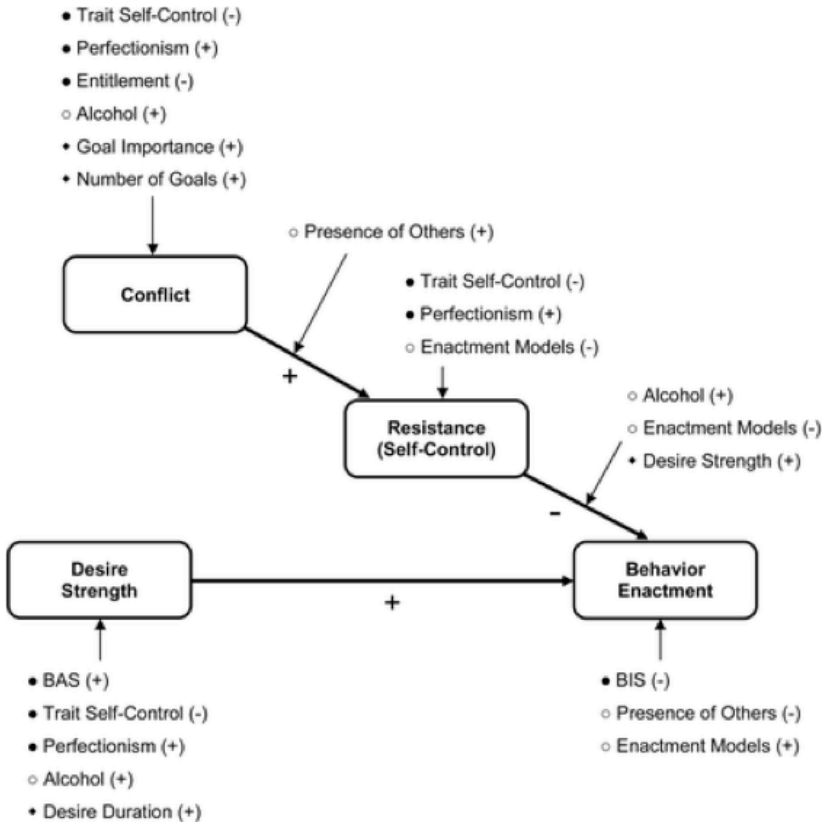 • Trait Self-Control (-)
• Perfectionism (+)
• Entitlement (-)
○ Alcohol (+)
⬩ Goal Importance (+)
⬩ Number of Goals (+)
○ Presence of Others (+)
Conflict
• Trait Self-Control (-)
• Perfectionism (+)
○ Enactment Models (-)
+
Resistance
(Self-Control)
○ Alcohol (+)
○ Enactment Models (-)
⬩ Desire Strength (+)
-
Desire
Strength
+
Behavior
Enactment
• BAS (+)
• Trait Self-Control (-)
• Perfectionism (+)
○ Alcohol (+)
⬩ Desire Duration (+)
• BIS (-)
○ Presence of Others (-)
○ Enactment Models (+)